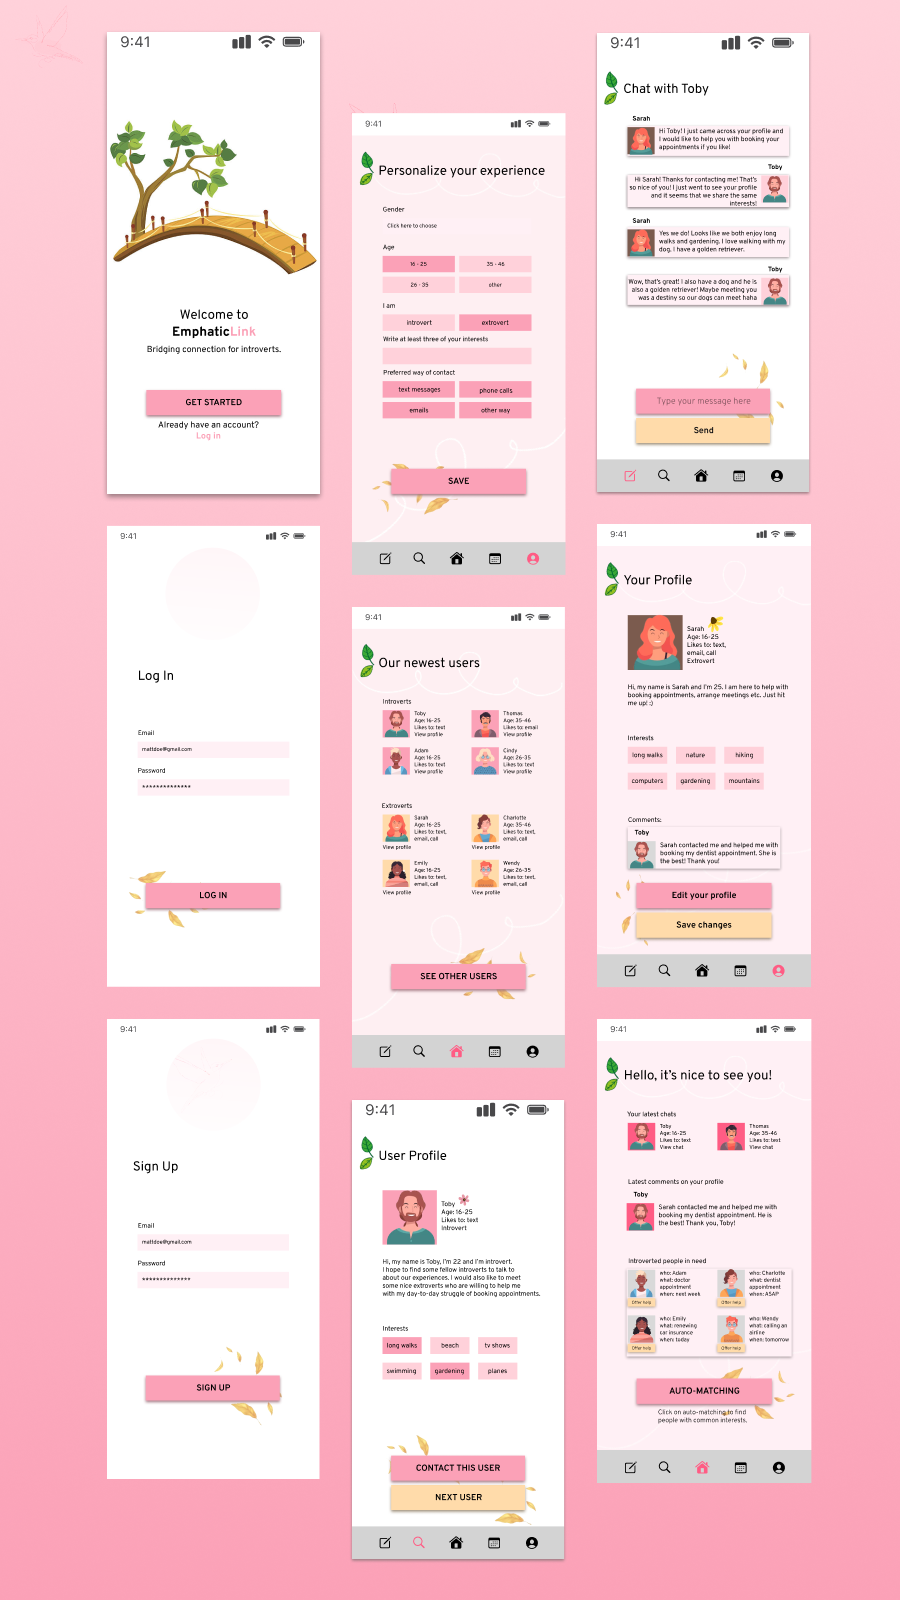 9:41
Welcome to
EmphaticLink
Bridging connection for introverts.
GET STARTED
Already have an account?
Log in
9:41
Log In
Email
mattdoe@gmail.com
Password
**************
LOG IN
9:41
Sign Up
Email
mattdoe@gmail.com
Password
**************
SIGN UP
9:41
Personalize your experience
Gender
Click here to choose
Age
16 - 25
35 - 46
26 - 35
other
I am
introvert
extrovert
Write at least three of your interests
Preferred way of contact
text messages
phone calls
emails
other way
SAVE
9:41
Our newest users
Introverts
Toby
Age: 16-25
Likes to: text
View profile
Thomas
Age: 35-46
Likes to: email
View profile
Adam
Age: 16-25
Likes to: text
View profile
Cindy
Age: 26-35
Likes to: text
View profile
Extroverts
Sarah
Age: 16-25
Likes to: text,
email, call
View profile
Charlotte
Age: 35-46
Likes to: text,
email, call
View profile
Emily
Age: 16-25
Likes to: text,
email, call
View profile
Wendy
Age: 26-35
Likes to: text,
email, call
View profile
SEE OTHER USERS
9:41
User Profile
Toby
Age: 16-25
Likes to: text
Introvert
Hi, my name is Toby, I'm 22 and I'm introvert.
I hope to find some fellow introverts to talk to
about our experiences. I would also like to meet
some nice extroverts who are willing to help me
with my day-to-day struggle of booking appointments.
Interests
long walks
beach
tv shows
swimming
gardening
planes
CONTACT THIS USER
NEXT USER
9:41
Chat with Toby
Sarah
Hi Toby! I just came across your profile and
I would like to help you with booking your
appointments if you like!
Toby
Hi Sarah! Thanks for contacting me! That's
so nice of you! I just went to see your profile
and it seems that we share the same
interests!
Sarah
Yes we do! Looks like we both enjoy long
walks and gardening. I love walking with my
dog, I have a golden retriever.
Toby
Wow, that's great! I also have a dog and he is
also a golden retriever! Maybe meeting you
was a destiny so our dogs can meet haha
Type your message here
Send
9:41
Your Profile
Sarah
Age: 16-25
Likes to: text,
email, call
Extrovert
Hi, my name is Sarah and I'm 25. I am here to help with
booking appointments, arrange meetings etc. Just hit
me up! :)
Interests
long walks
nature
hiking
computers
gardening
mountains
Comments:
Toby
Sarah contacted me and helped me with
booking my dentist appointment. She is
the best! Thank you!
Edit your profile
Save changes
9:41
Hello, it's nice to see you!
Your latest chats
Toby
Age: 16-25
Likes to: text
View chat
Thomas
Age: 35-46
Likes to: text
View chat
Latest comments on your profile
Toby
Sarah contacted me and helped me with
booking my dentist appointment. He is
the best! Thank you, Toby!
Introverted people in need
who: Adam
what: doctor
appointment
when: next week
Offer help
who: Charlotte
what: dentist
appointment
when: ASAP
Offer help
who: Emily
what: renewing
car insurance
when: today
Offer help
who: Wendy
what: calling an
airline
when: tomorrow
Offer help
AUTO-MATCHING
Click on auto-matching to find
people with common interests.